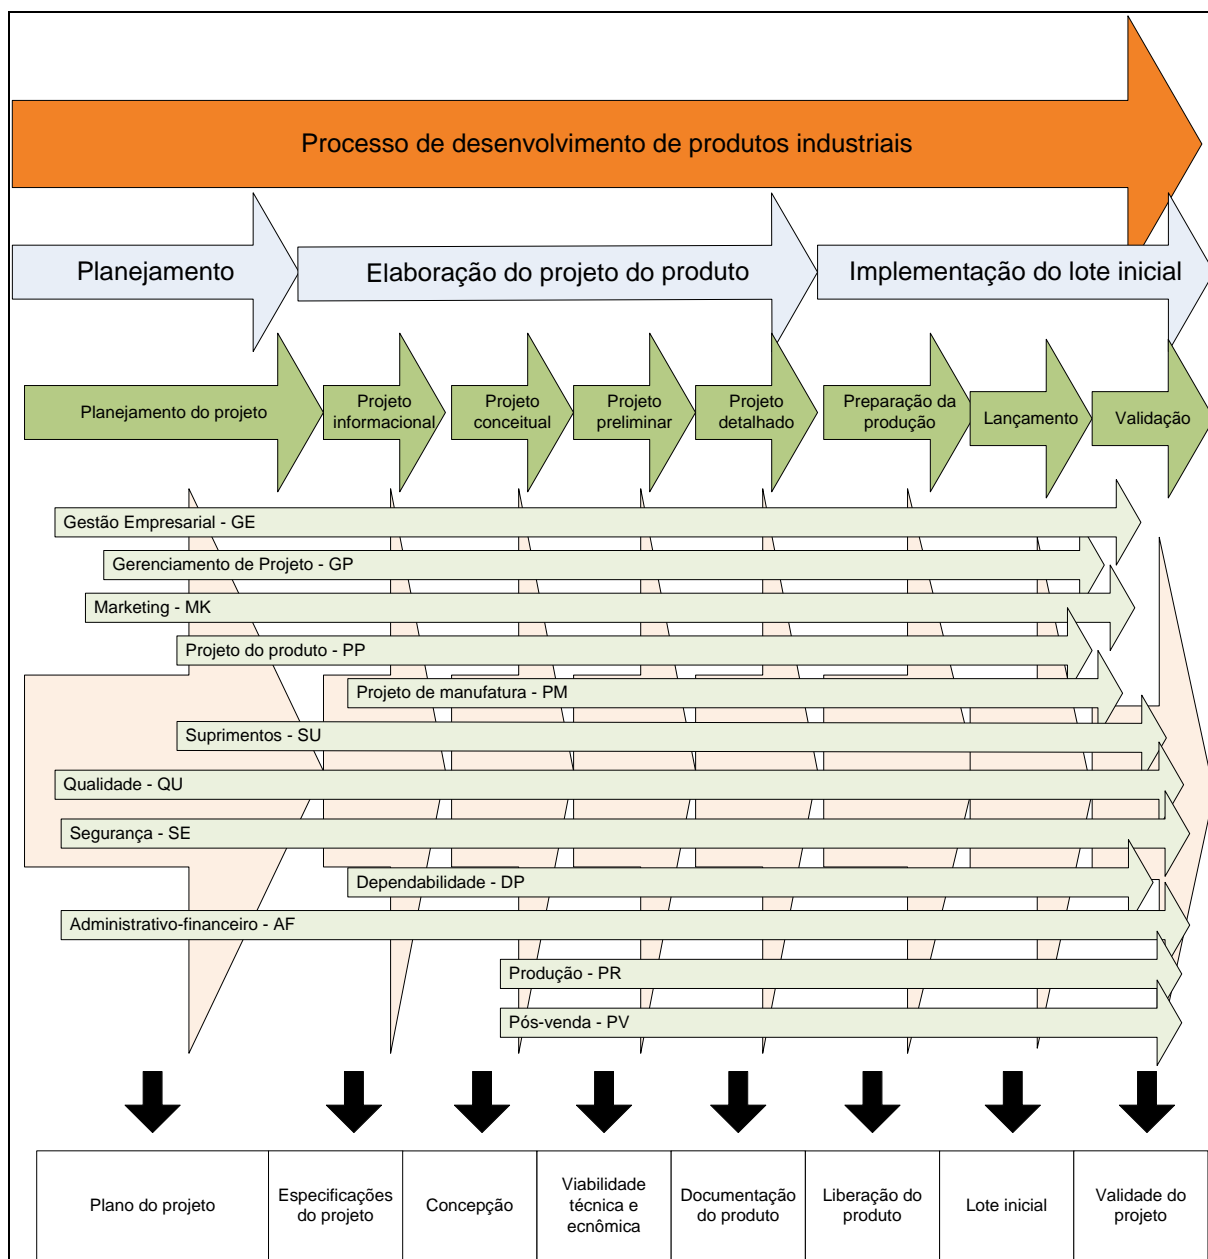 Processo de desenvolvimento de produtos industriais
Planejamento
Elaboração do projeto do produto
Implementação do lote inicial
Planejamento do projeto
Projeto
informacional
Projeto
conceitual
Projeto
preliminar
Projeto
detalhado
Preparação da
produção
Lançamento
Validação
Gestão Empresarial - GE
Gerenciamento de Projeto - GP
Marketing - MK
Projeto do produto - PP
Projeto de manufatura - PM
Suprimentos - SU
Qualidade - QU
Segurança - SE
Dependabilidade - DP
Administrativo-financeiro - AF
Produção - PR
Pós-venda - PV
Plano do projeto
Especificações
do projeto
Concepção
Viabilidade
técnica e
ecnômica
Documentação
do produto
Liberação do
produto
Lote inicial
Validade do
projeto